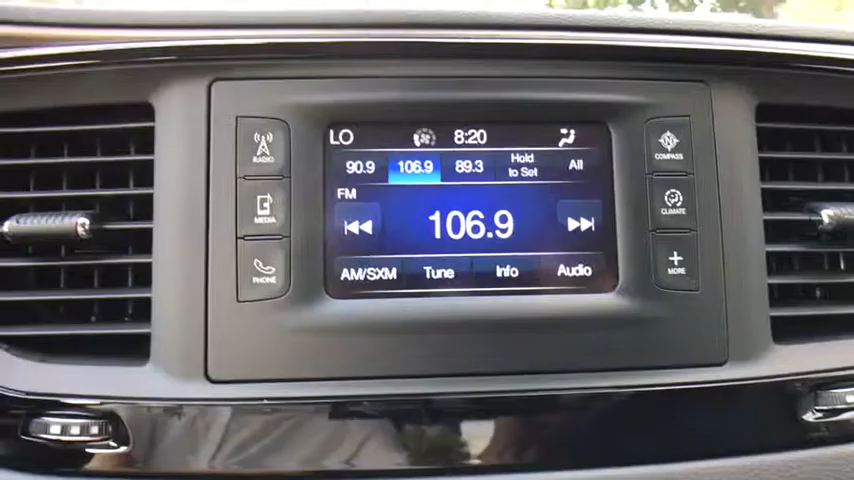 RADIO
MEDIA
PHONE
LO 8:20
90.9 106.9 89.3 Hold to Set All
FM
106.9
AM/SXM Tune Info Audio
N
COMPASS
CLIMATE
MORE